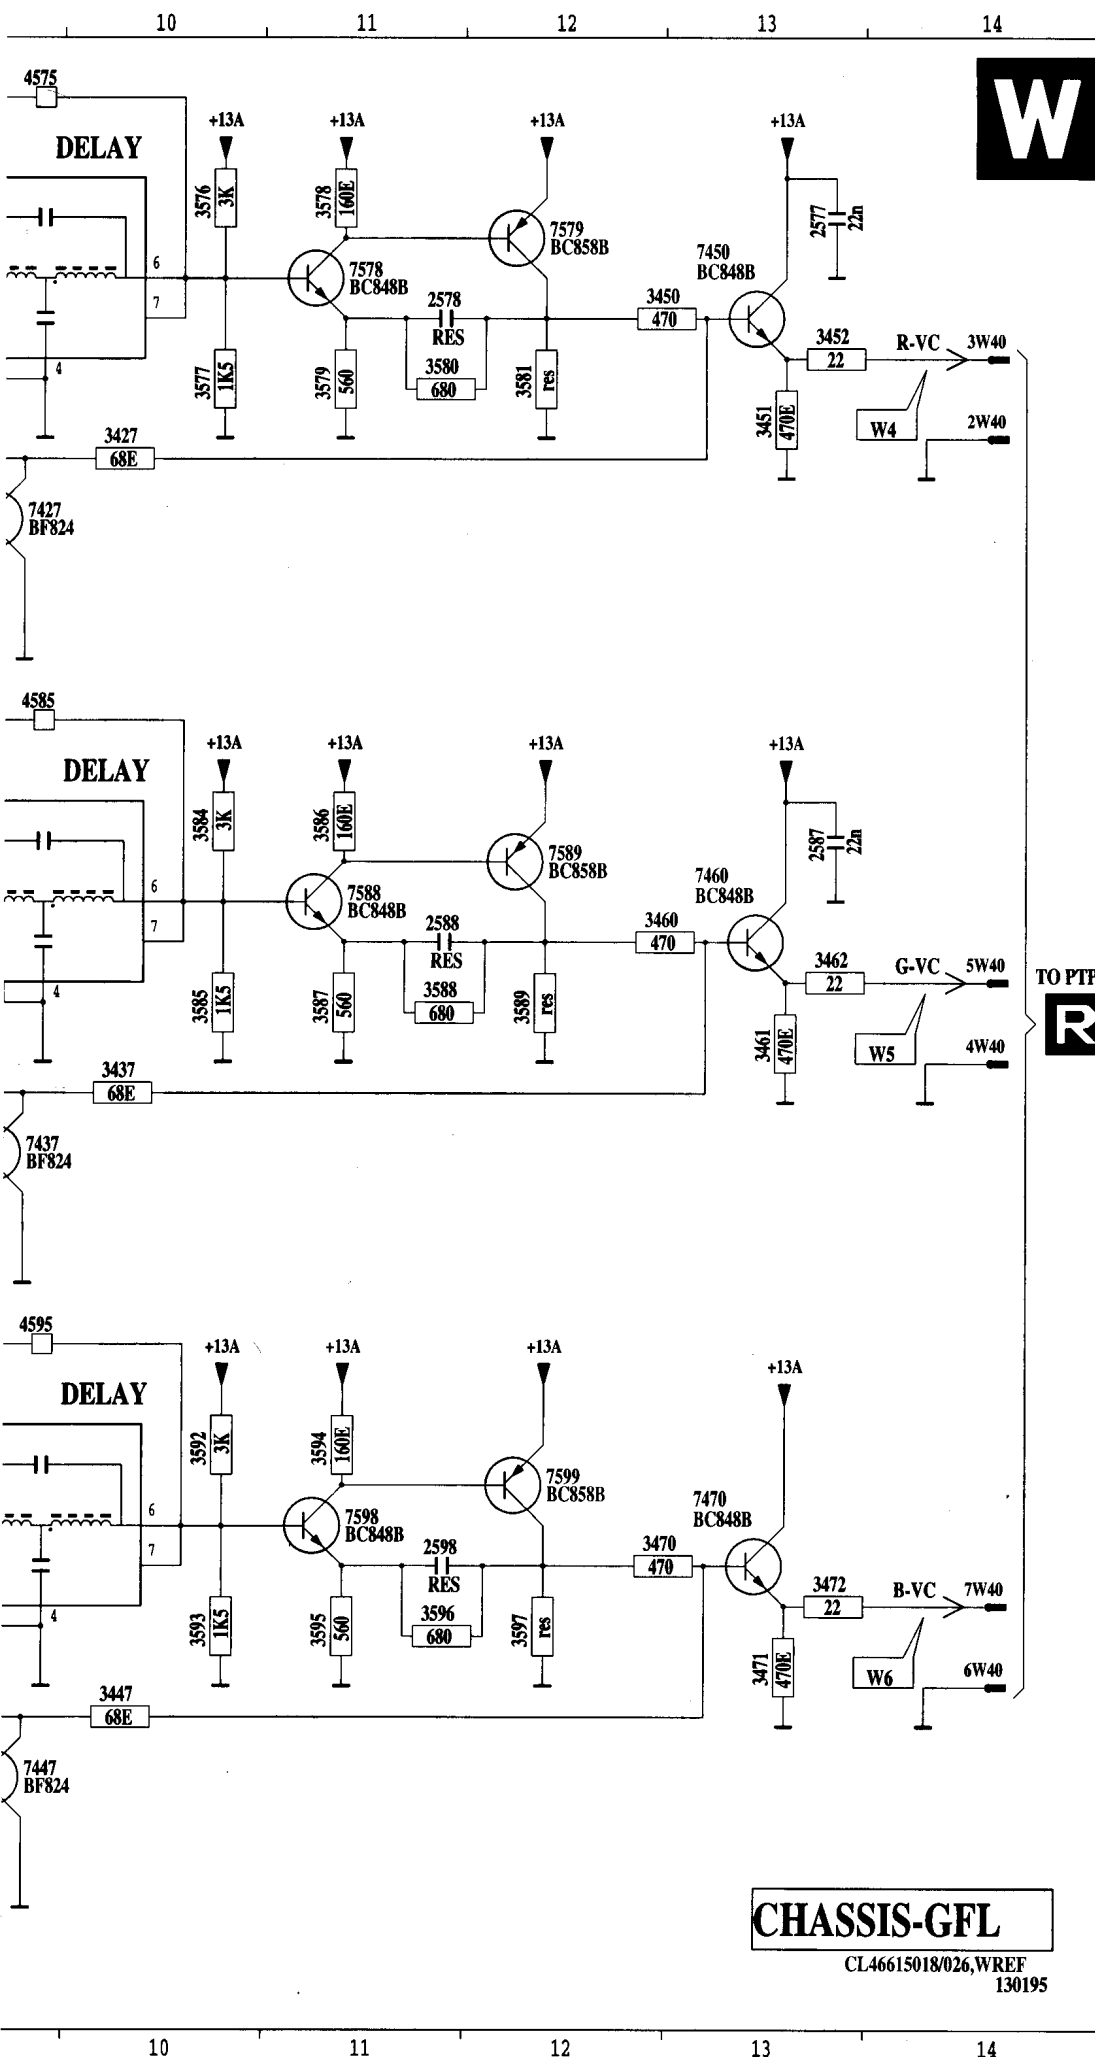 10 11 12 13 14
W
4575
DELAY
+13A +13A +13A +13A
3576 3K
3578 160E
7579
BC858B
2577 22n
7578
BC848B
7450
BC848B
6
7
4
2578
RES
3450
470
3452
22
R-VC
3W40
3577 1K5
3579 560
3580
680
3581 res
3451 470E
W4
2W40
3427
68E
7427
BF824
4585
DELAY
+13A +13A +13A +13A
3584 3K
3586 160E
7589
BC858B
2587 22n
7588
BC848B
7460
BC848B
6
7
4
2588
RES
3460
470
3462
22
G-VC
5W40
TO PTP
R
3585 1K5
3587 560
3588
680
3589 res
3461 470E
W5
4W40
3437
68E
7437
BF824
4595
DELAY
+13A +13A +13A +13A
3592 3K
3594 160E
7599
BC858B
7598
BC848B
7470
BC848B
6
7
4
2598
RES
3470
470
3472
22
B-VC
7W40
3593 1K5
3595 560
3596
680
3597 res
3471 470E
W6
6W40
3447
68E
7447
BF824
CHASSIS-GFL
CL46615018/026,WREF
130195
10 11 12 13 14